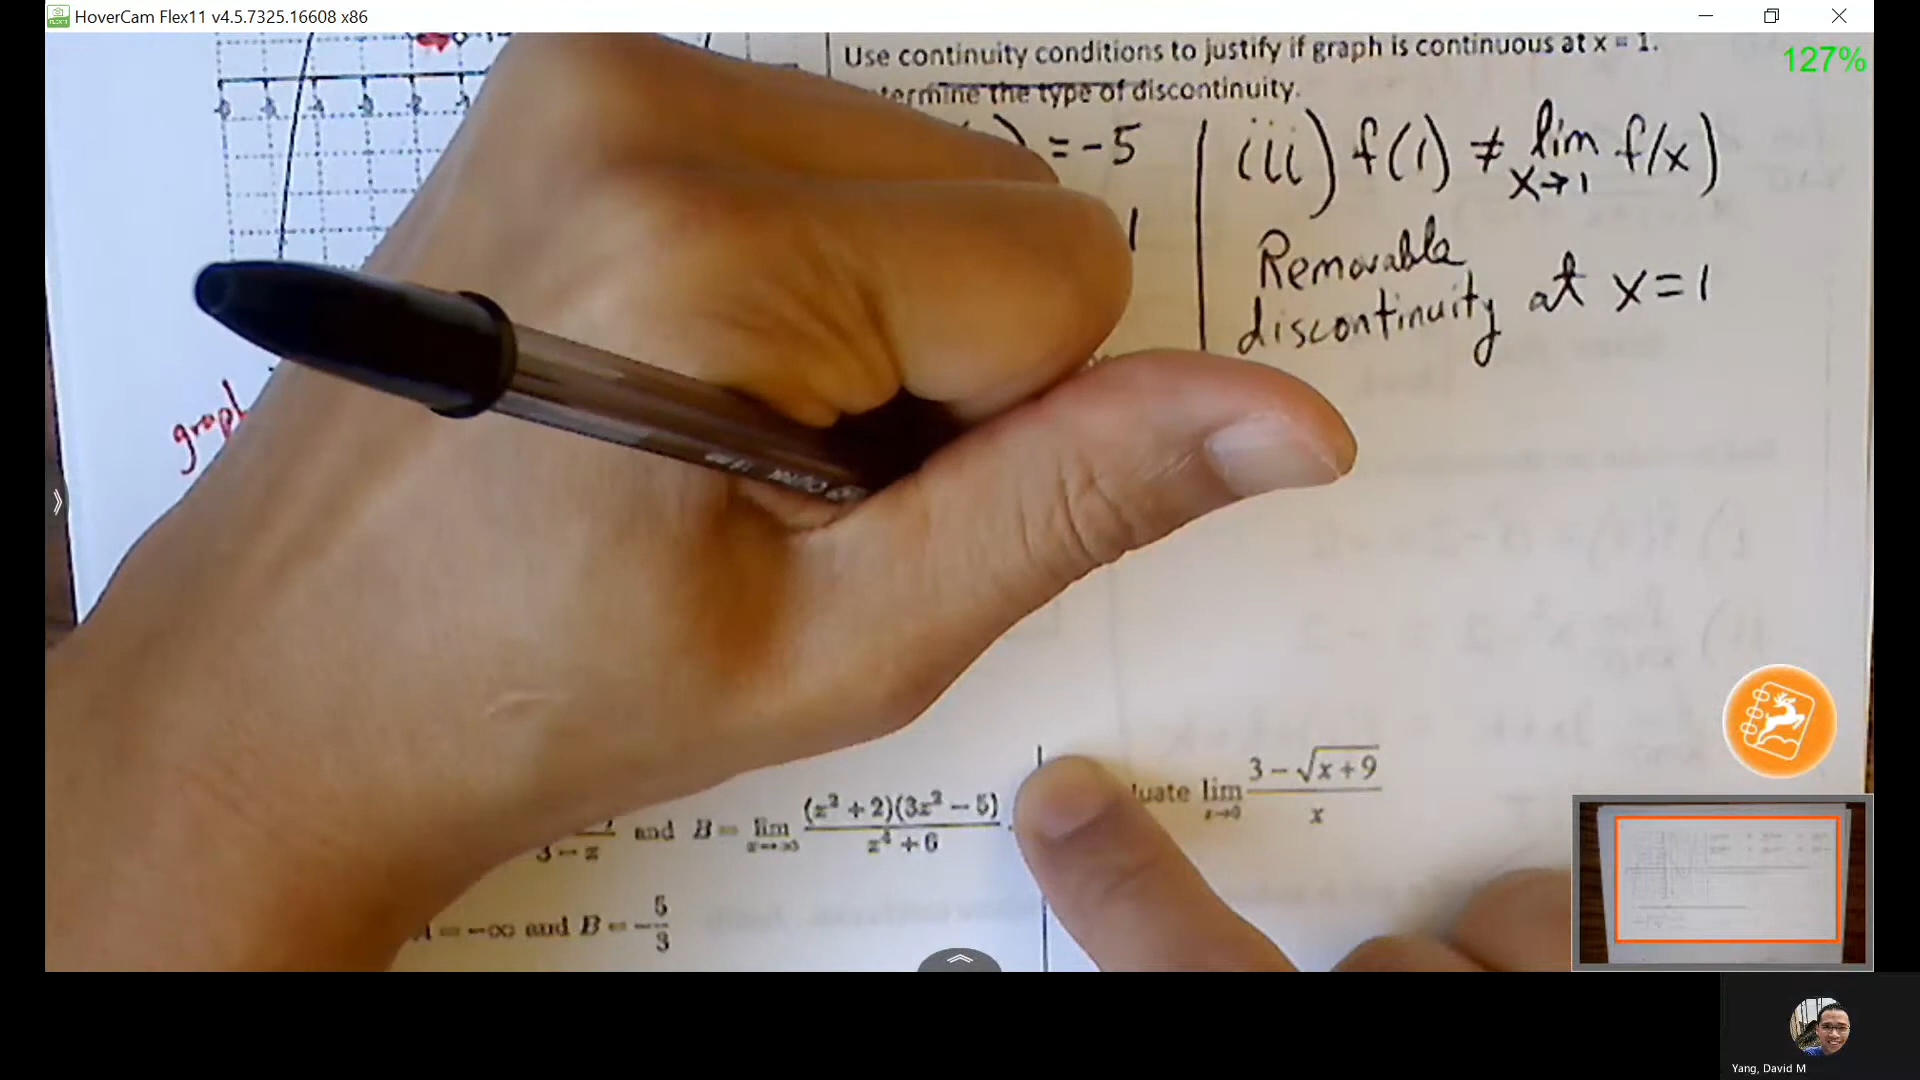 HoverCam Flex11 v4.5.7325.16608 x86
127%
Use continuity conditions to justify if graph is continuous at x = 1.
termine the type of discontinuity.
) = -5
1
(iii) f(1) ≠ lim f(x)
x→1
Removable
discontinuity at x = 1
graph
3 - x and B = lim (x² + 2)(3x² - 5)
x⁴ + 6
= -∞ and B = - 5
3
luate lim 3 - √x + 9
x→0 x
Yang, David M